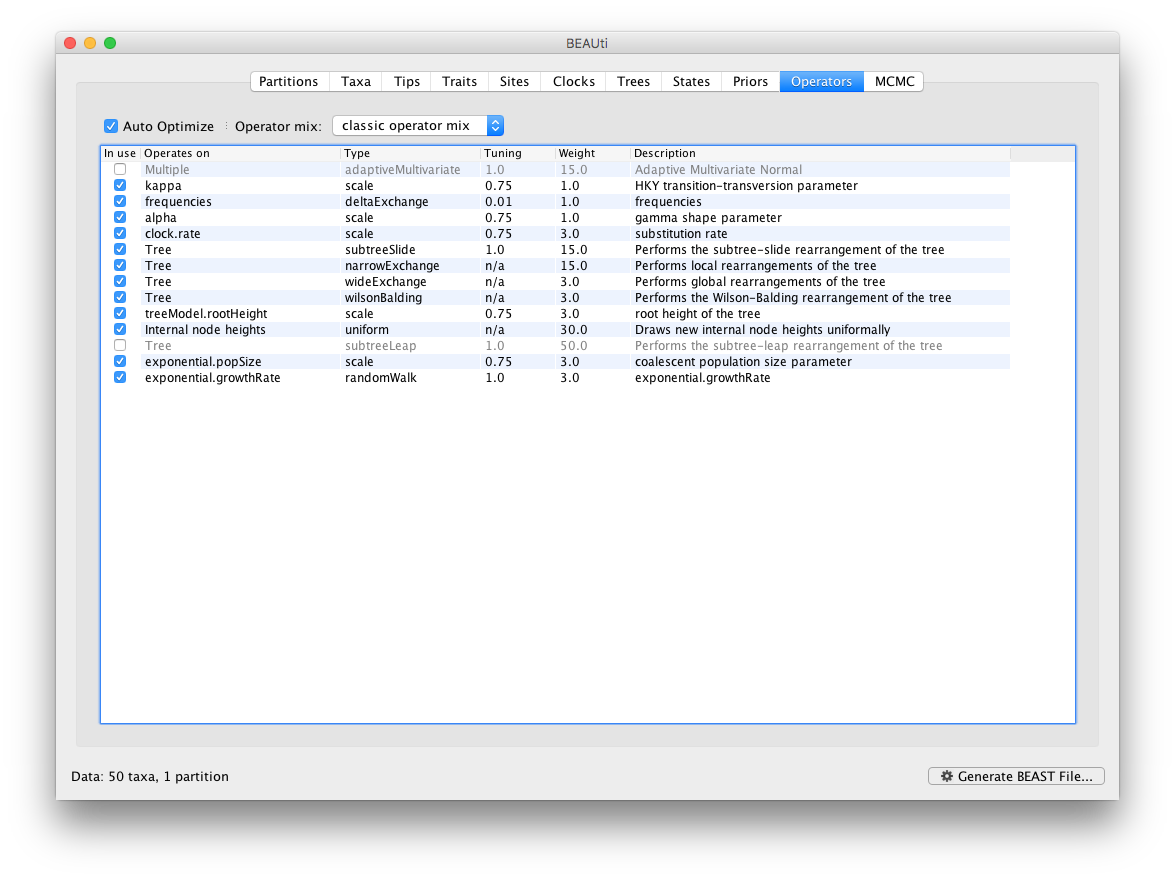 BEAUti
Partitions Taxa Tips Traits Sites Clocks Trees States Priors Operators MCMC
Auto Optimize Operator mix: classic operator mix
In use Operates on Type Tuning Weight Description
Multiple adaptiveMultivariate 1.0 15.0 Adaptive Multivariate Normal
kappa scale 0.75 1.0 HKY transition-transversion parameter
frequencies deltaExchange 0.01 1.0 frequencies
alpha scale 0.75 1.0 gamma shape parameter
clock.rate scale 0.75 3.0 substitution rate
Tree subtreeSlide 1.0 15.0 Performs the subtree-slide rearrangement of the tree
Tree narrowExchange n/a 15.0 Performs local rearrangements of the tree
Tree wideExchange n/a 3.0 Performs global rearrangements of the tree
Tree wilsonBalding n/a 3.0 Performs the Wilson-Balding rearrangement of the tree
treeModel.rootHeight scale 0.75 3.0 root height of the tree
Internal node heights uniform n/a 30.0 Draws new internal node heights uniformally
Tree subtreeLeap 1.0 50.0 Performs the subtree-leap rearrangement of the tree
exponential.popSize scale 0.75 3.0 coalescent population size parameter
exponential.growthRate randomWalk 1.0 3.0 exponential.growthRate
Data: 50 taxa, 1 partition Generate BEAST File...